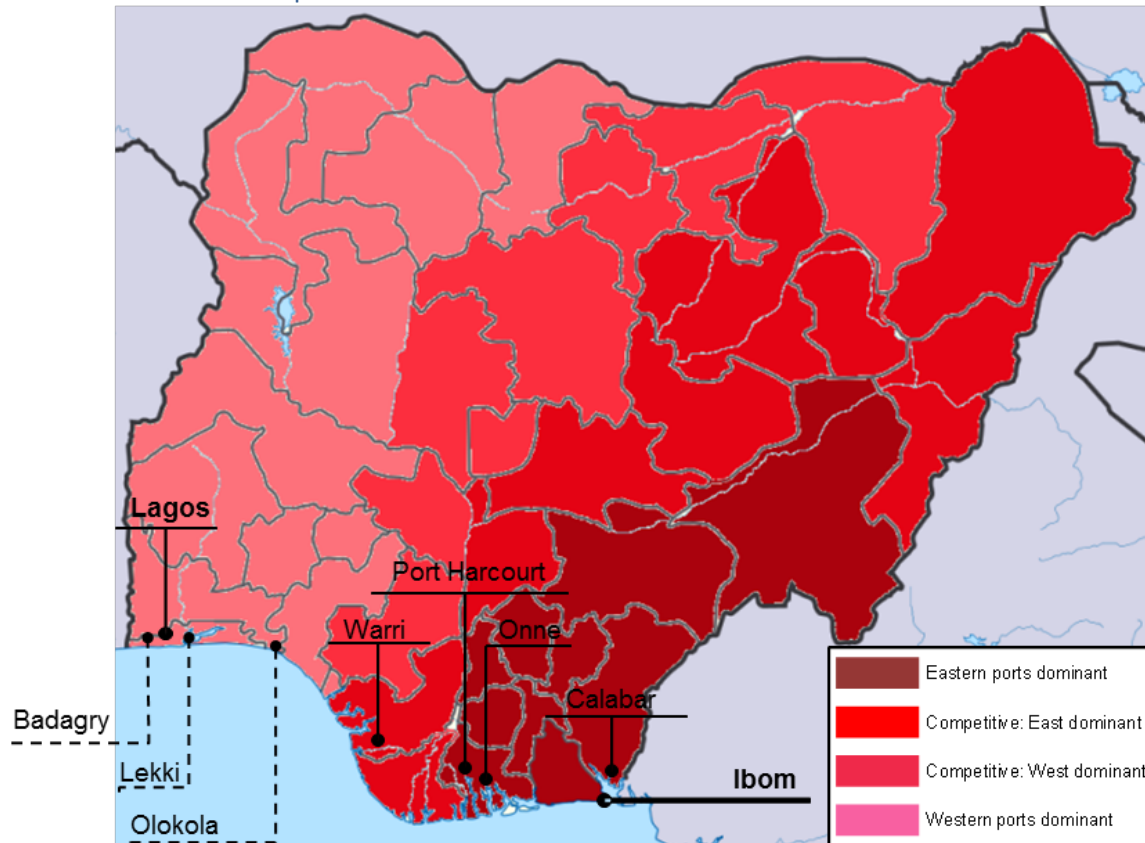 Lagos
Port Harcourt
Warri
Onne
Calabar
Badagry
Lekki
Olokola
Ibom
Eastern ports dominant
Competitive: East dominant
Competitive: West dominant
Western ports dominant